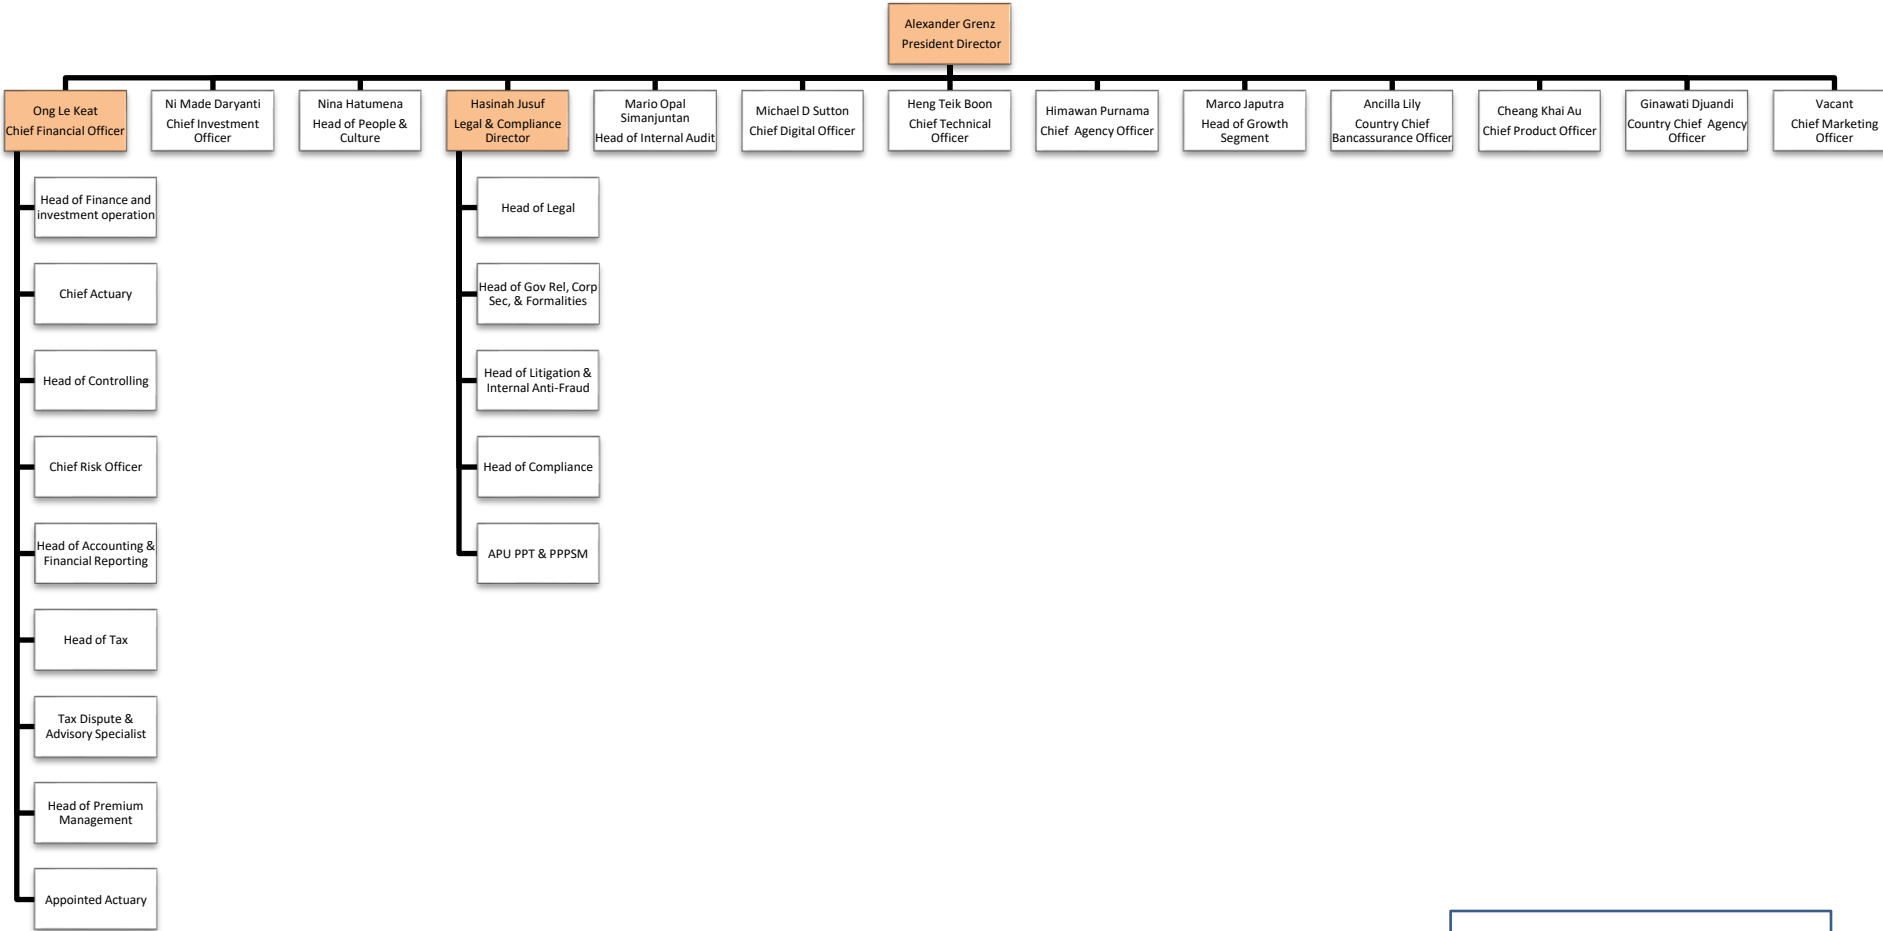 Alexander Grenz
President Director
Ong Le Keat
Chief Financial Officer
Ni Made Daryanti
Chief Investment
Officer
Nina Hatumena
Head of People &
Culture
Hasinah Jusuf
Legal & Compliance
Director
Mario Opal
Simanjuntan
Head of Internal Audit
Michael D Sutton
Chief Digital Officer
Heng Teik Boon
Chief Technical
Officer
Himawan Purnama
Chief  Agency Officer
Marco Japutra
Head of Growth
Segment
Ancilla Lily
Country Chief
Bancassurance Officer
Cheang Khai Au
Chief Product Officer
Ginawati Djuandi
Country Chief  Agency
Officer
Vacant
Chief Marketing
Officer
Head of Finance and
investment operation
Chief Actuary
Head of Controlling
Chief Risk Officer
Head of Accounting &
Financial Reporting
Head of Tax
Tax Dispute &
Advisory Specialist
Head of Premium
Management
Appointed Actuary
Head of Legal
Head of Gov Rel, Corp
Sec, & Formalities
Head of Litigation &
Internal Anti-Fraud
Head of Compliance
APU PPT & PPPSM